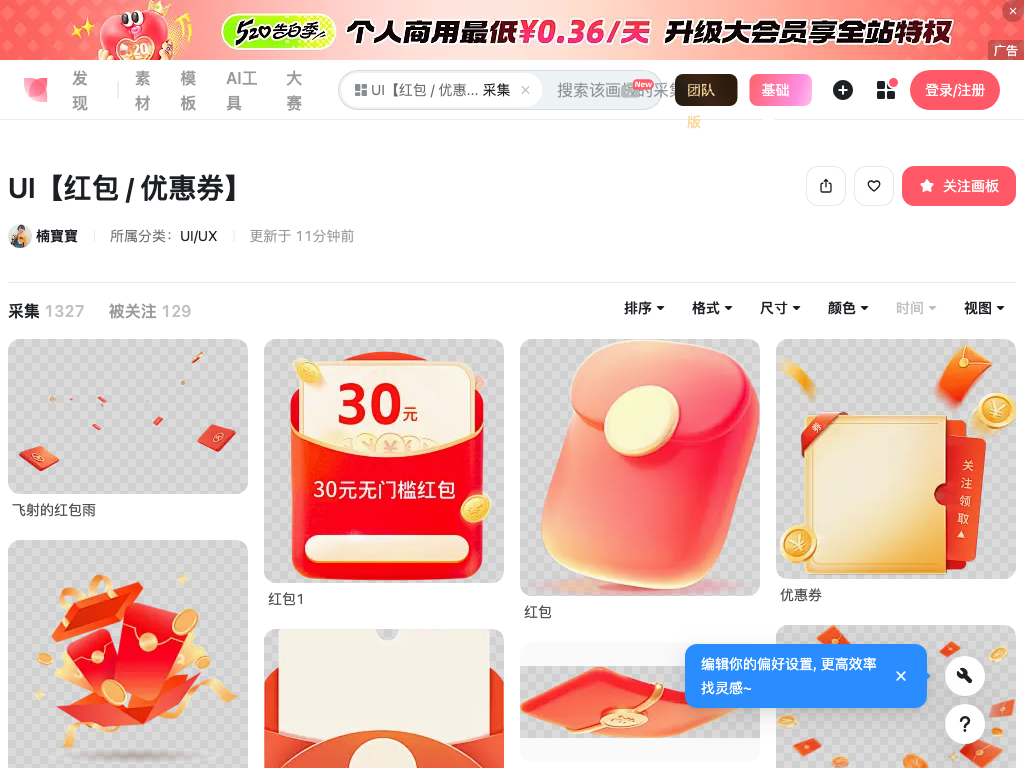 520告白季 个人商用最低¥0.36/天 升级大会员享全站特权
广告
发现
素材
模板
AI工具
大赛
UI【红包 / 优惠... 采集
搜索该画板的采集
New
团队版
基础
登录/注册
UI【红包 / 优惠券】
关注画板
楠寶寶
所属分类：UI/UX
更新于 11分钟前
采集 1327
被关注 129
排序
格式
尺寸
颜色
时间
视图
飞射的红包雨
30元
30元无门槛红包
红包1
红包
券
关注领取
优惠券
编辑你的偏好设置, 更高效率
找灵感~
?